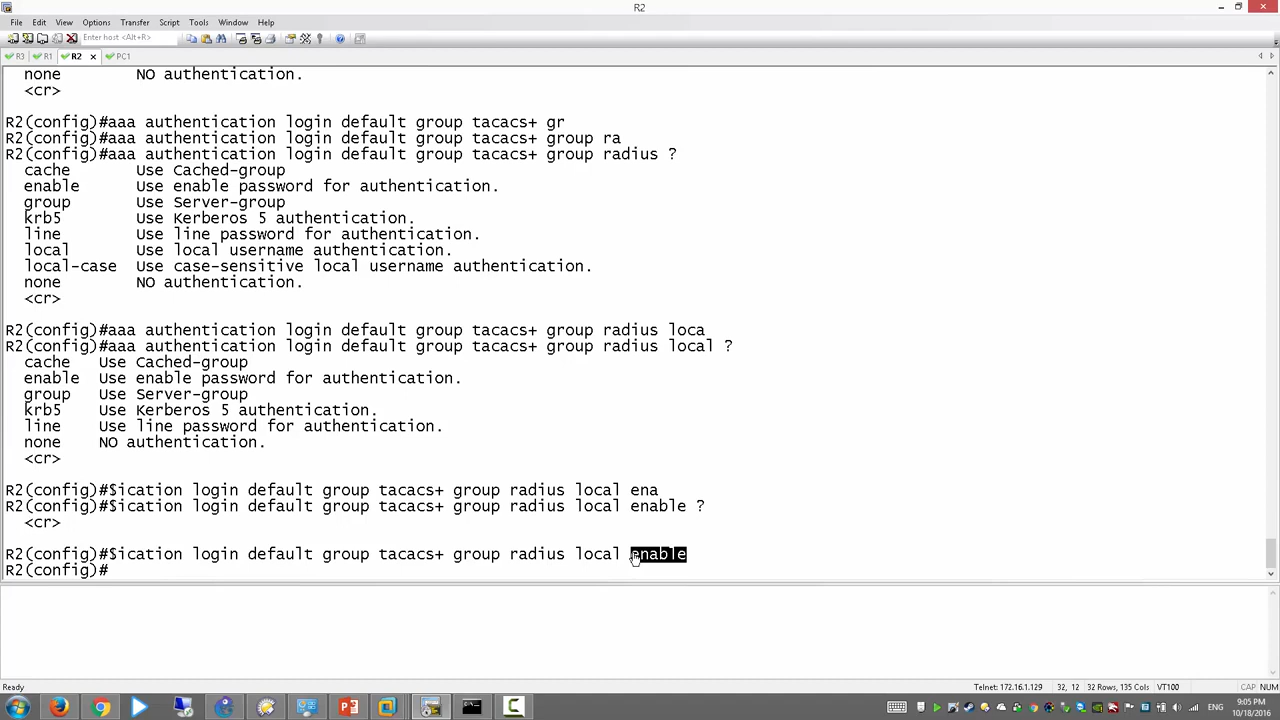 R2
File Edit View Options Transfer Script Tools Window Help
Enter host <Alt+R>
R3 R1 R2 PC1
none NO authentication.
<cr>
R2(config)#aaa authentication login default group tacacs+ gr
R2(config)#aaa authentication login default group tacacs+ group ra
R2(config)#aaa authentication login default group tacacs+ group radius ?
cache Use Cached-group
enable Use enable password for authentication.
group Use Server-group
krb5 Use Kerberos 5 authentication.
line Use line password for authentication.
local Use local username authentication.
local-case Use case-sensitive local username authentication.
none NO authentication.
<cr>
R2(config)#aaa authentication login default group tacacs+ group radius loca
R2(config)#aaa authentication login default group tacacs+ group radius local ?
cache Use Cached-group
enable Use enable password for authentication.
group Use Server-group
krb5 Use Kerberos 5 authentication.
line Use line password for authentication.
none NO authentication.
<cr>
R2(config)#$ication login default group tacacs+ group radius local ena
R2(config)#$ication login default group tacacs+ group radius local enable ?
<cr>
R2(config)#$ication login default group tacacs+ group radius local enable
R2(config)#
Ready Telnet: 172.16.1.129 32, 12 32 Rows, 135 Cols VT100 CAP NUM
ENG 9:05 PM
10/18/2016